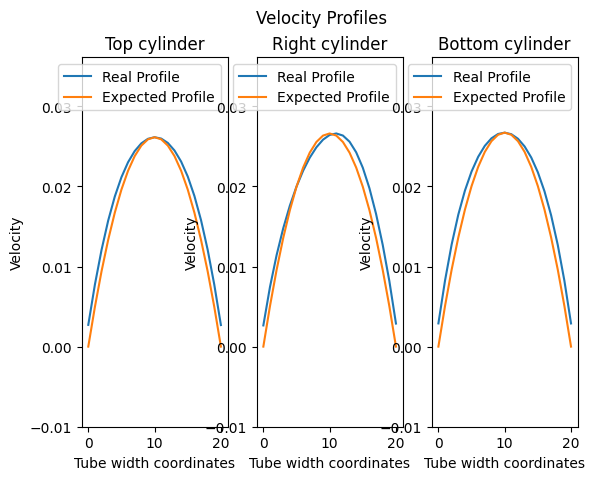 Velocity Profiles
Top cylinder
Right cylinder
Bottom cylinder
Real Profile
Expected Profile
Real Profile
Expected Profile
Real Profile
Expected Profile
0.03
0.02
0.01
0.00
−0.01
Velocity
0 10 20
Tube width coordinates
0.03
0.02
0.01
0.00
−0.01
Velocity
0 10 20
Tube width coordinates
0.03
0.02
0.01
0.00
−0.01
Velocity
0 10 20
Tube width coordinates